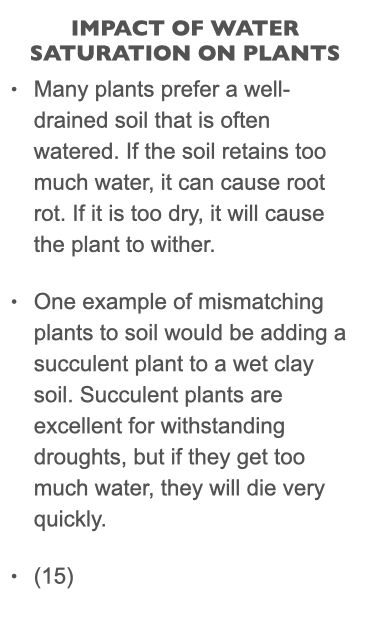 IMPACT OF WATER
SATURATION ON PLANTS
• Many plants prefer a well-
drained soil that is often
watered. If the soil retains too
much water, it can cause root
rot. If it is too dry, it will cause
the plant to wither.
• One example of mismatching
plants to soil would be adding a
succulent plant to a wet clay
soil. Succulent plants are
excellent for withstanding
droughts, but if they get too
much water, they will die very
quickly.
• (15)